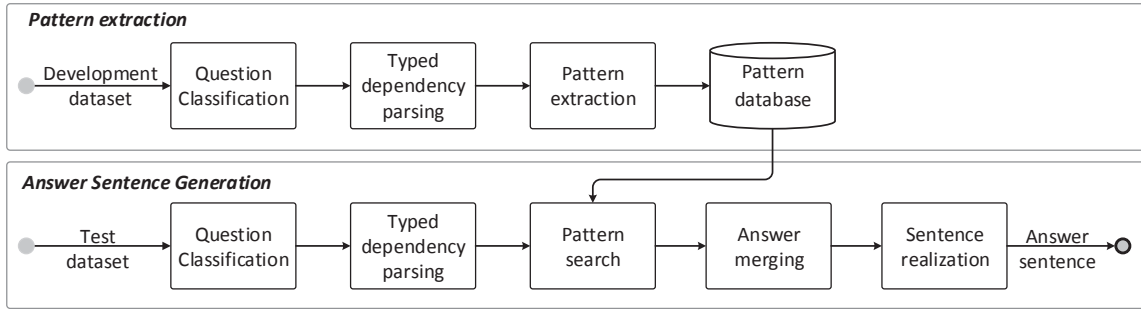 Pattern extraction
Development
dataset
Question
Classification
Typed
dependency
parsing
Pattern
extraction
Pattern
database
Answer Sentence Generation
Test
dataset
Question
Classification
Typed
dependency
parsing
Pattern
search
Answer
merging
Sentence
realization
Answer
sentence